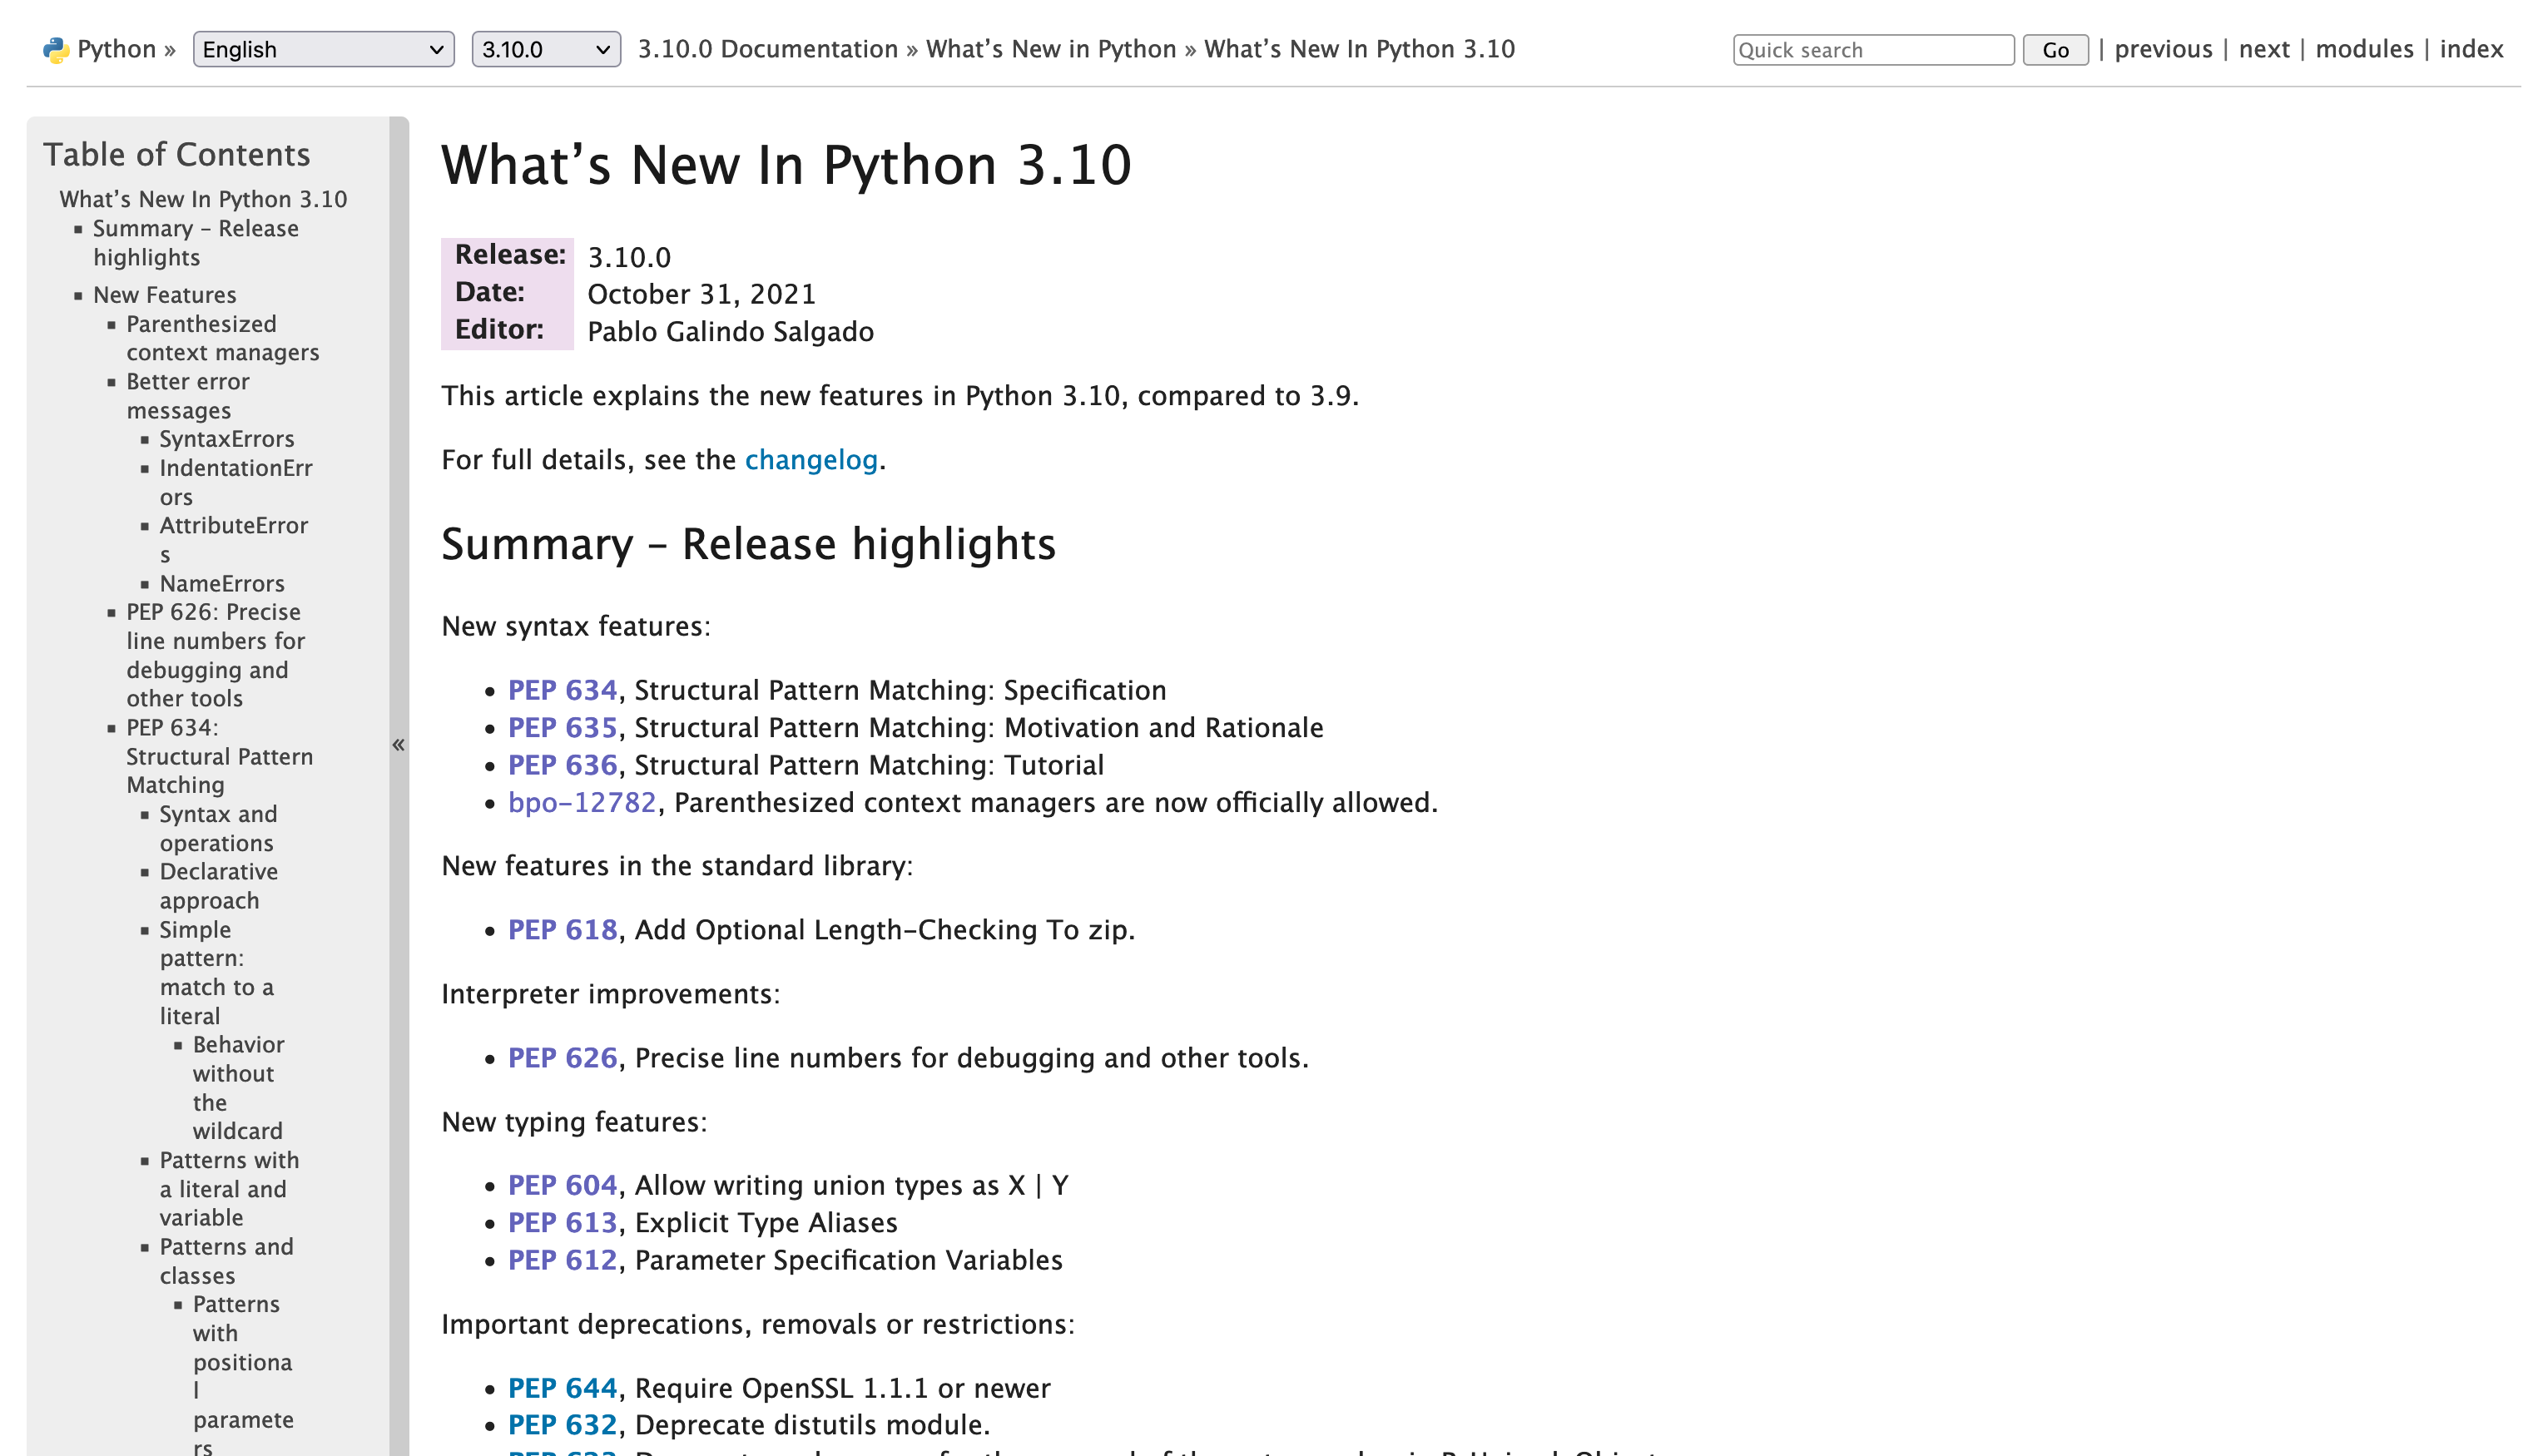 Python » English 3.10.0 3.10.0 Documentation » What's New in Python » What's New In Python 3.10 Quick search Go | previous | next | modules | index
Table of Contents
What's New In Python 3.10
Summary – Release
highlights
New Features
Parenthesized
context managers
Better error
messages
SyntaxErrors
IndentationErr
ors
AttributeError
s
NameErrors
PEP 626: Precise
line numbers for
debugging and
other tools
PEP 634:
Structural Pattern
Matching
Syntax and
operations
Declarative
approach
Simple
pattern:
match to a
literal
Behavior
without
the
wildcard
Patterns with
a literal and
variable
Patterns and
classes
Patterns
with
positiona
l
paramete
rs
«
What's New In Python 3.10
Release: 3.10.0
Date: October 31, 2021
Editor: Pablo Galindo Salgado
This article explains the new features in Python 3.10, compared to 3.9.
For full details, see the changelog.
Summary – Release highlights
New syntax features:
• PEP 634, Structural Pattern Matching: Specification
• PEP 635, Structural Pattern Matching: Motivation and Rationale
• PEP 636, Structural Pattern Matching: Tutorial
• bpo-12782, Parenthesized context managers are now officially allowed.
New features in the standard library:
• PEP 618, Add Optional Length-Checking To zip.
Interpreter improvements:
• PEP 626, Precise line numbers for debugging and other tools.
New typing features:
• PEP 604, Allow writing union types as X | Y
• PEP 613, Explicit Type Aliases
• PEP 612, Parameter Specification Variables
Important deprecations, removals or restrictions:
• PEP 644, Require OpenSSL 1.1.1 or newer
• PEP 632, Deprecate distutils module.